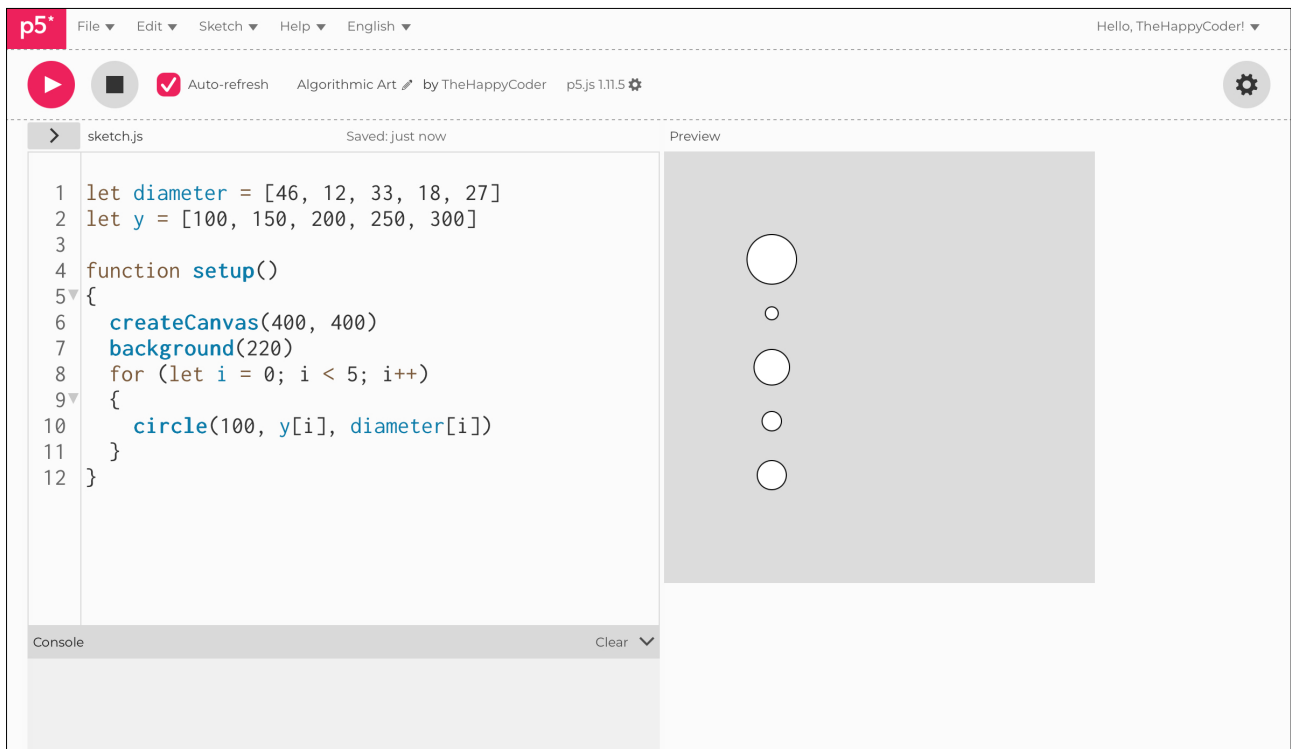 p5* File Edit Sketch Help English Hello, TheHappyCoder!
Auto-refresh Algorithmic Art by TheHappyCoder p5.js 1.11.5
sketch.js Saved: just now Preview
1 let diameter = [46, 12, 33, 18, 27]
2 let y = [100, 150, 200, 250, 300]
3
4 function setup()
5 {
6   createCanvas(400, 400)
7   background(220)
8   for (let i = 0; i < 5; i++)
9   {
10     circle(100, y[i], diameter[i])
11   }
12 }
Console Clear